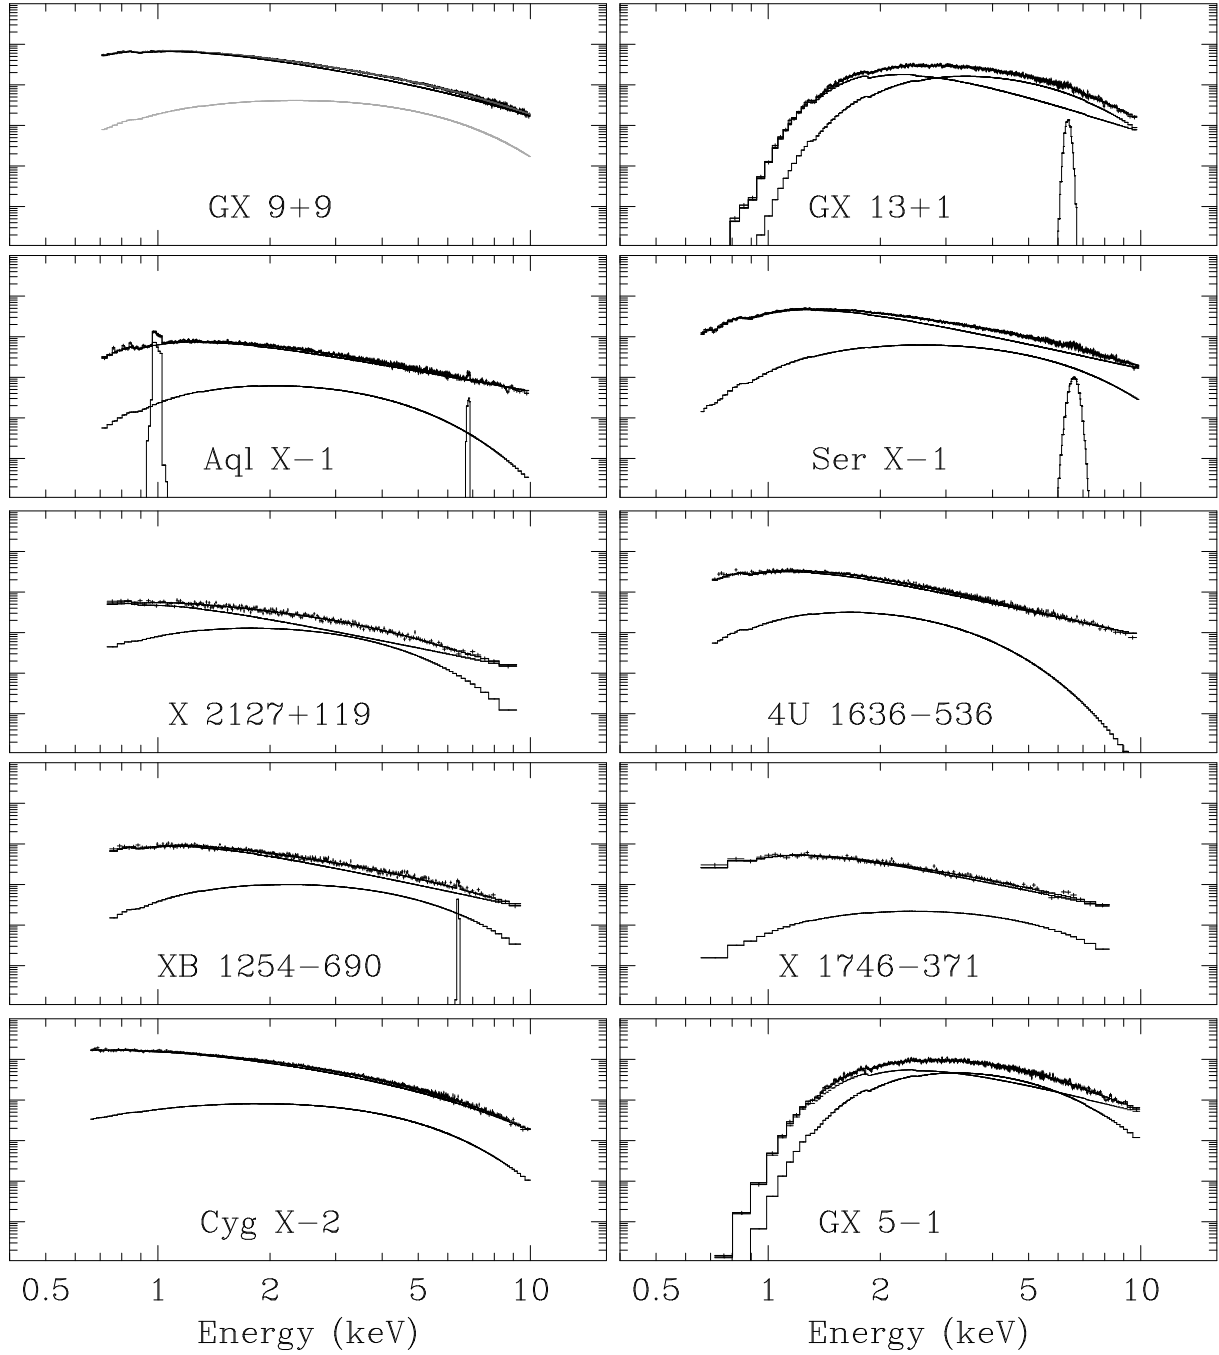 GX 9+9
GX 13+1
Aql X-1
Ser X-1
X 2127+119
4U 1636-536
XB 1254-690
X 1746-371
Cyg X-2
GX 5-1
0.5 1 2 5 10
0.5 1 2 5 10
Energy (keV)
Energy (keV)